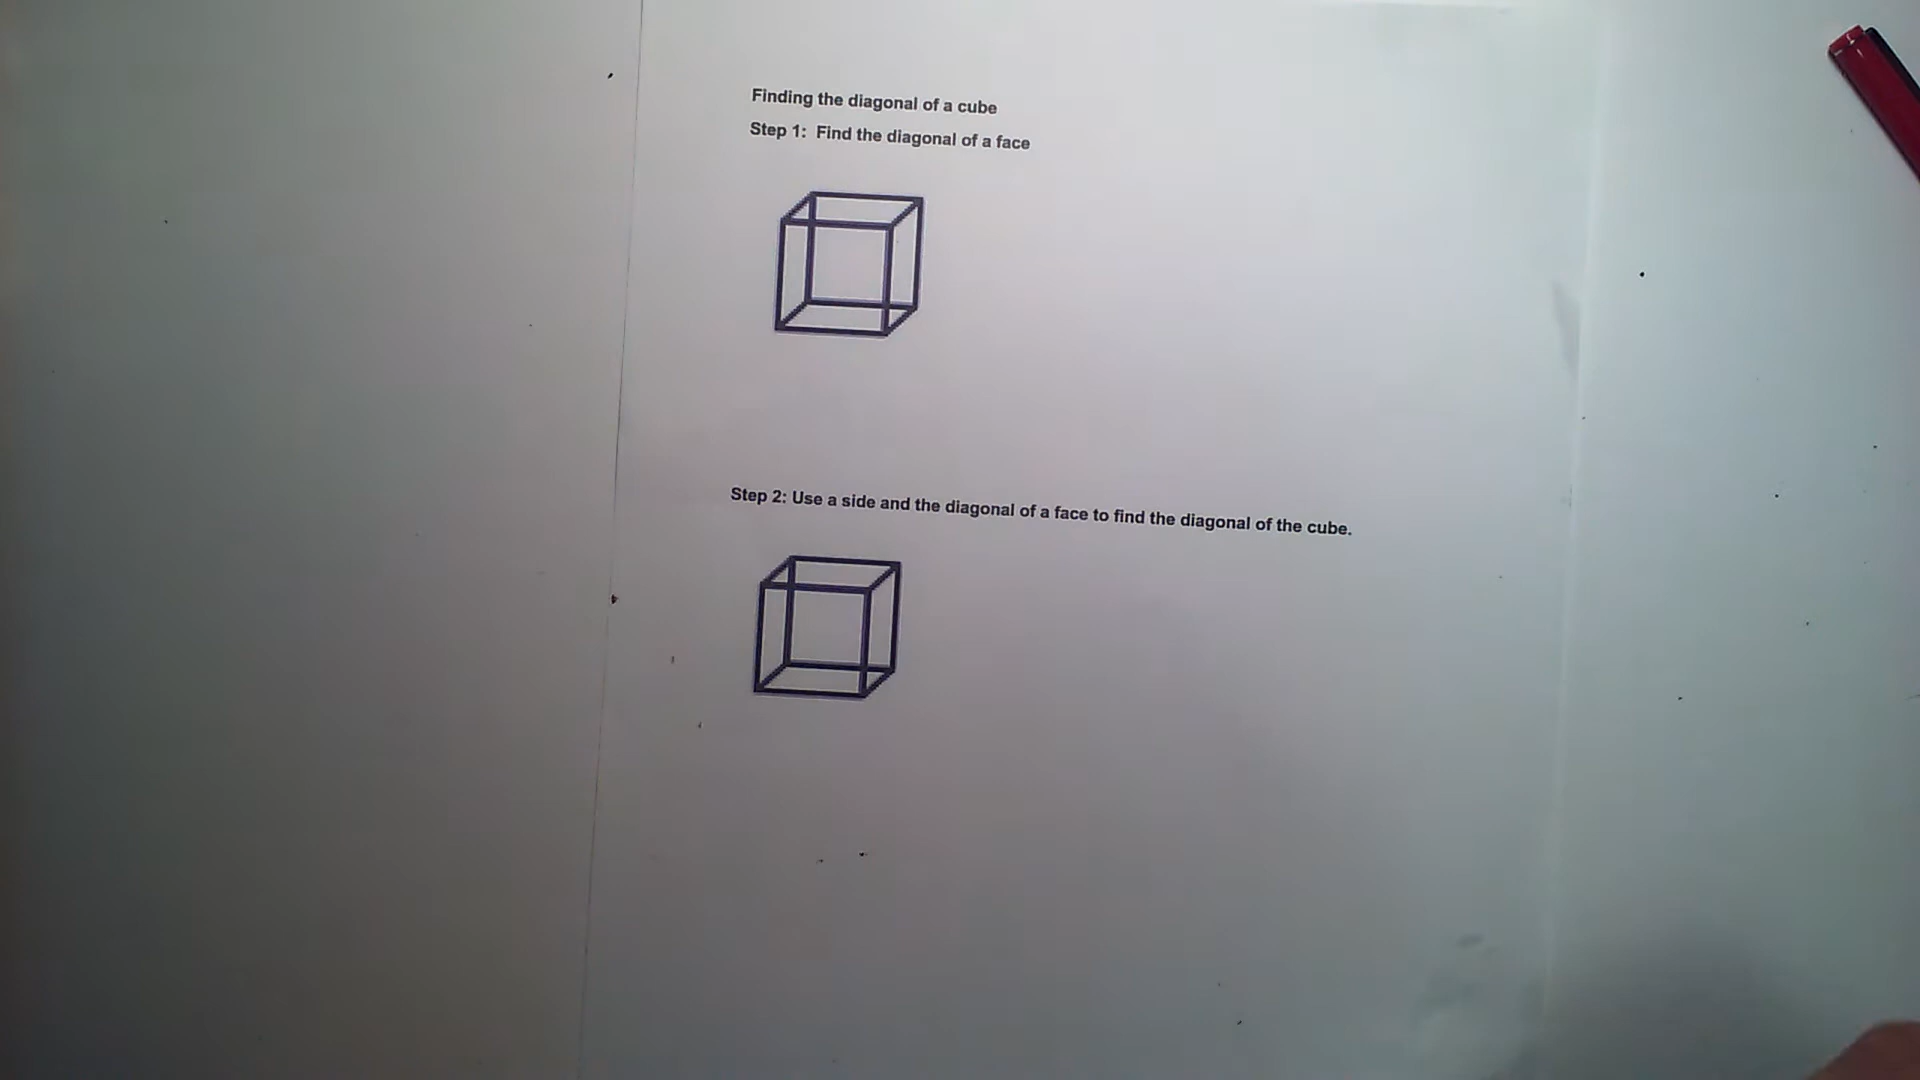 Finding the diagonal of a cube
Step 1: Find the diagonal of a face
Step 2: Use a side and the diagonal of a face to find the diagonal of the cube.